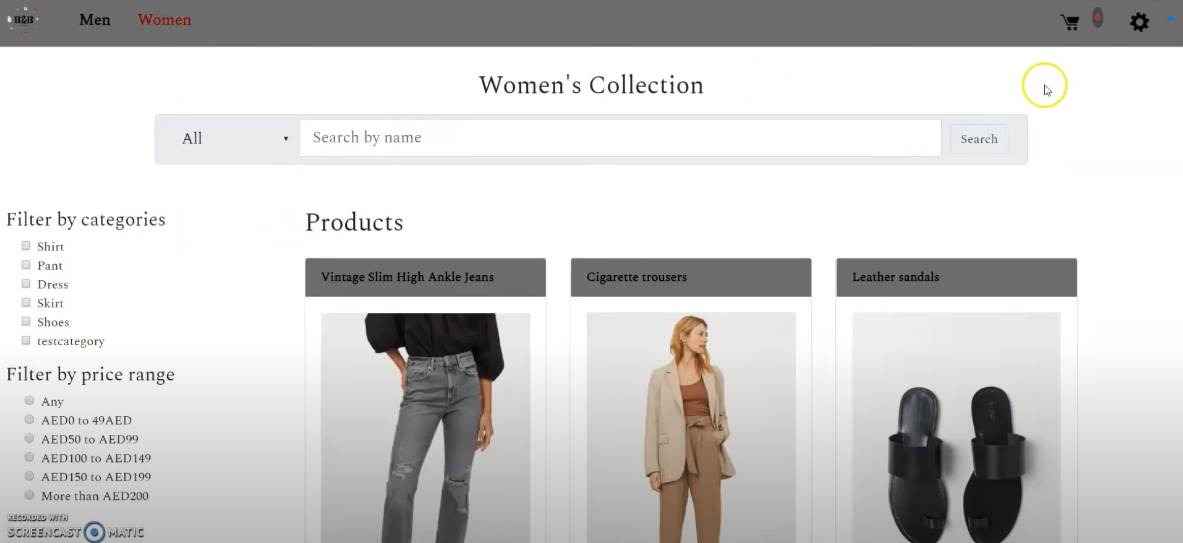 B&B
Men
Women
Women's Collection
All
Search by name
Search
Filter by categories
Shirt
Pant
Dress
Skirt
Shoes
testcategory
Filter by price range
Any
AED0 to 49AED
AED50 to AED99
AED100 to AED149
AED150 to AED199
More than AED200
Products
Vintage Slim High Ankle Jeans
Cigarette trousers
Leather sandals
RECORDED WITH
SCREENCAST MATIC